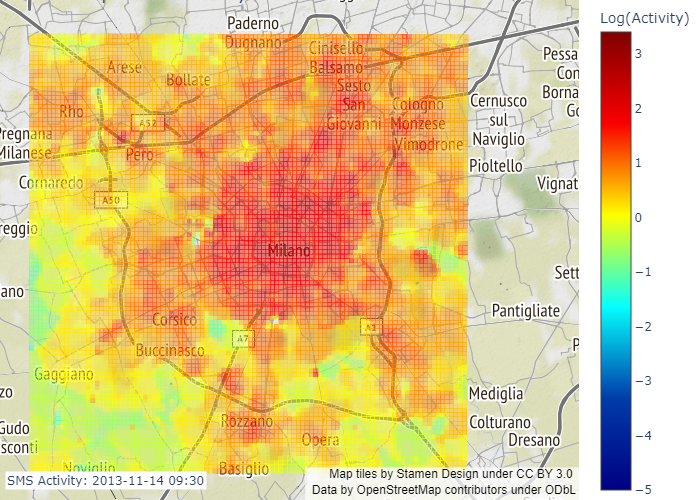 Log(Activity)
Paderno
Dugnano
Cinisello
Balsamo
Arese
Bollate
Sesto
San
Giovanni
Pessa
Con
Borna
Rho
A52
Cologno
Monzese
Cernusco
sul
Naviglio
Pregnana
Milanese
Pero
Vimodrone
Pioltello
Cornaredo
A50
Vignat
reggio
Milano
Sett
ano
Corsico
Pantigliate
A7
A1
Buccinasco
Gaggiano
Mediglia
zo
Rozzano
Colturano
Dresano
Gudo
sconti
Opera
Noviglio
Basiglio
SMS Activity: 2013-11-14 09:30
Map tiles by Stamen Design under CC BY 3.0
Data by OpenStreetMap contributors under ODbL
3
2
1
0
−1
−2
−3
−4
−5